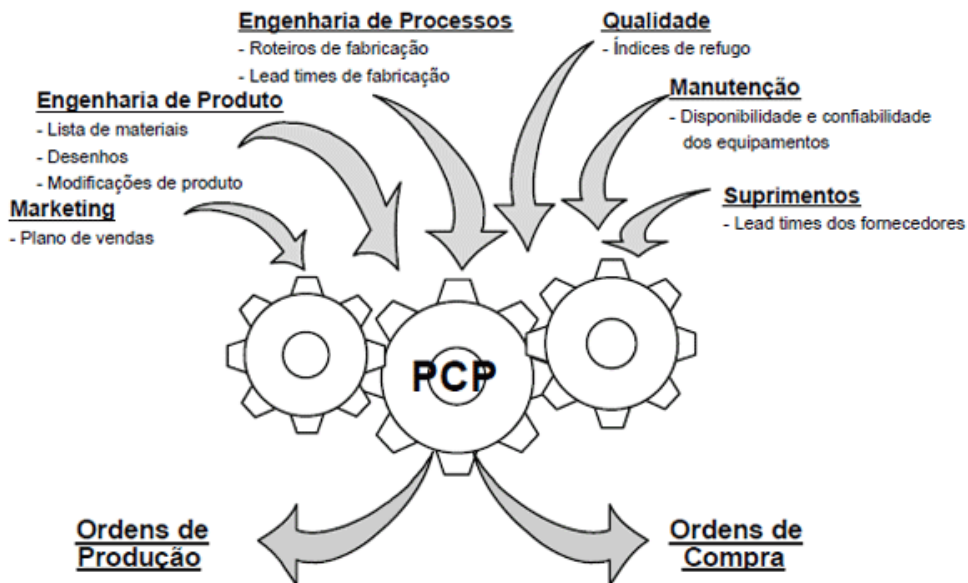 Engenharia de Processos
- Roteiros de fabricação
- Lead times de fabricação
Qualidade
- Índices de refugo
Engenharia de Produto
- Lista de materiais
- Desenhos
- Modificações de produto
Manutenção
- Disponibilidade e confiabilidade
dos equipamentos
Marketing
- Plano de vendas
Suprimentos
- Lead times dos fornecedores
PCP
Ordens de
Produção
Ordens de
Compra